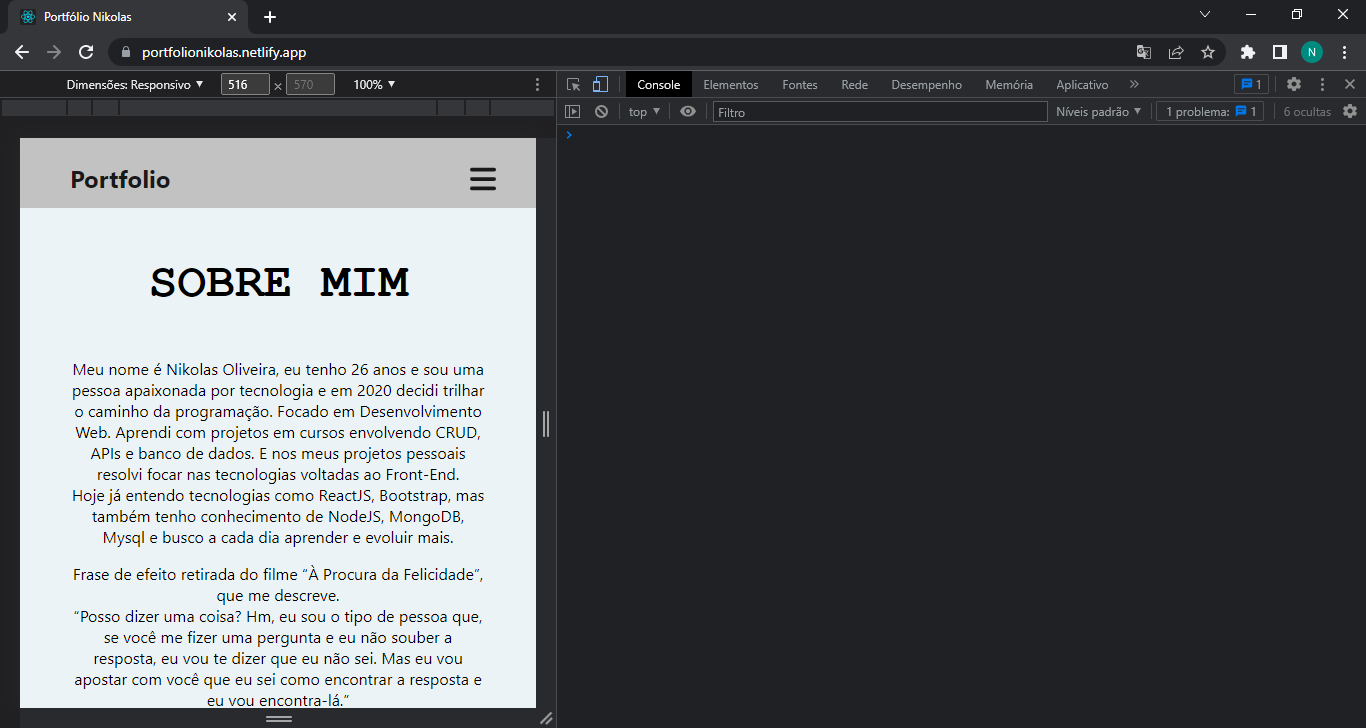 Portfólio Nikolas
portfolionikolas.netlify.app
N
Dimensões: Responsivo 516 × 570 100%
Console Elementos Fontes Rede Desempenho Memória Aplicativo 1
top Filtro Níveis padrão 1 problema: 1 6 ocultas
Portfolio
SOBRE MIM
Meu nome é Nikolas Oliveira, eu tenho 26 anos e sou uma
pessoa apaixonada por tecnologia e em 2020 decidi trilhar
o caminho da programação. Focado em Desenvolvimento
Web. Aprendi com projetos em cursos envolvendo CRUD,
APIs e banco de dados. E nos meus projetos pessoais
resolvi focar nas tecnologias voltadas ao Front-End.
Hoje já entendo tecnologias como ReactJS, Bootstrap, mas
também tenho conhecimento de NodeJS, MongoDB,
Mysql e busco a cada dia aprender e evoluir mais.
Frase de efeito retirada do filme “À Procura da Felicidade”,
que me descreve.
“Posso dizer uma coisa? Hm, eu sou o tipo de pessoa que,
se você me fizer uma pergunta e eu não souber a
resposta, eu vou te dizer que eu não sei. Mas eu vou
apostar com você que eu sei como encontrar a resposta e
eu vou encontra-lá.”